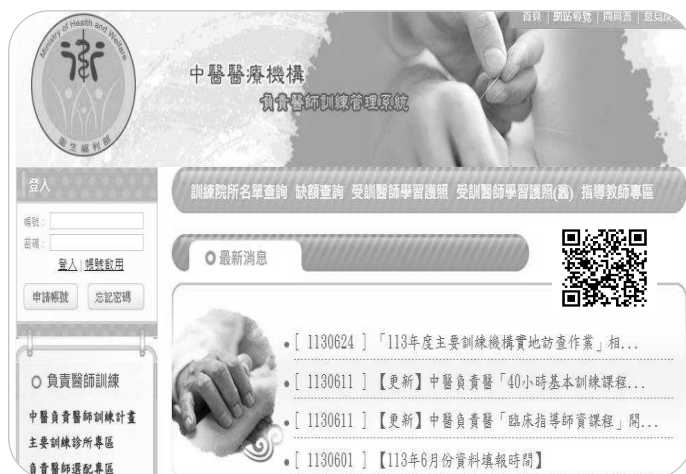 首頁 | 網站導覽 | 問與答 | 意見反
Ministry of Health and Welfare
衛生福利部
中醫醫療機構
負責醫師訓練管理系統
登入
訓練院所名單查詢 缺額查詢 受訓醫師學習護照 受訓醫師學習護照(舊) 指導教師專區
帳號：
密碼：
登入 | 帳號啟用
申請帳號 忘記密碼
最新消息
[ 1130624 ] 「113年度主要訓練機構實地訪查作業」相...
[ 1130611 ] 【更新】中醫負責醫「40小時基本訓練課程...
[ 1130611 ] 【更新】中醫負責醫「臨床指導師資課程」開...
[ 1130601 ] 【113年6月份資料填報時間】
負責醫師訓練
中醫負責醫師訓練計畫
主要訓練診所專區
負責醫師選配專區